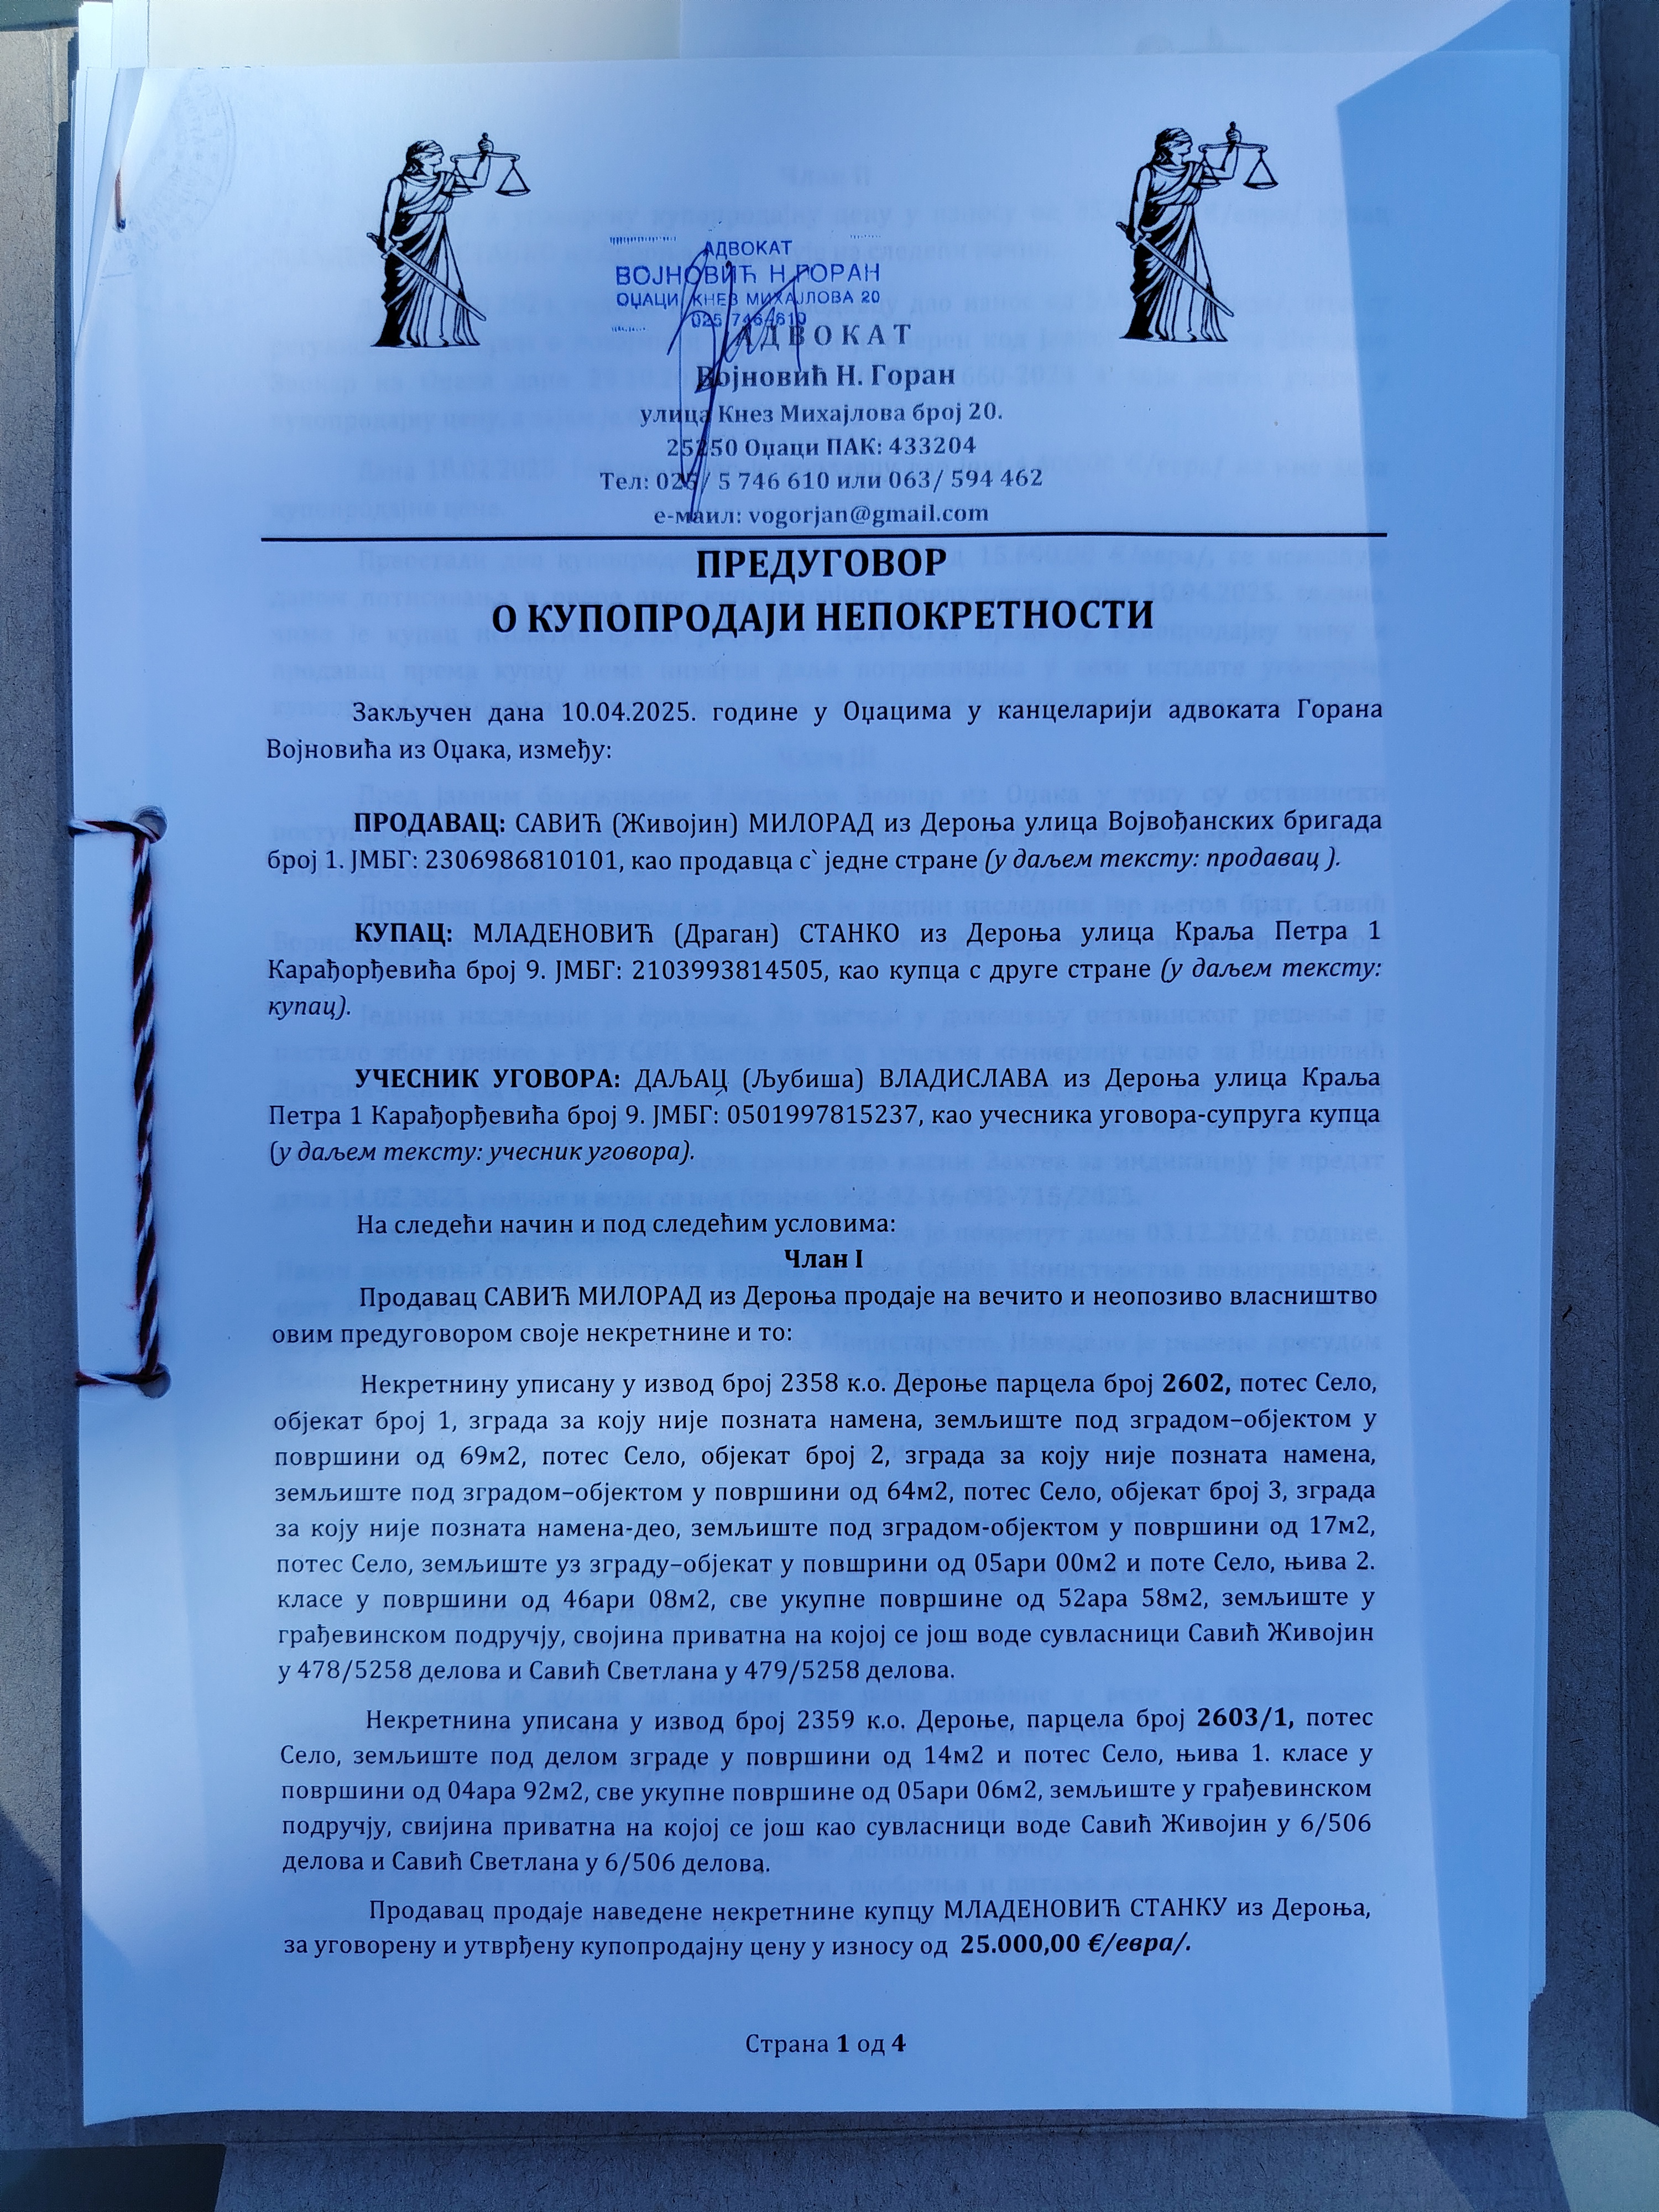 АДВОКАТ
ВОЈНОВИЋ Н ГОРАН
ОЏАЦИ, КНЕЗ МИХАЈЛОВА 20
025 746-610
АДВОКАТ
Војновић Н. Горан
улица Кнез Михајлова број 20.
25250 Оџаци ПАК: 433204
Тел: 025/ 5 746 610 или 063/ 594 462
е-маил: vogorjan@gmail.com
ПРЕДУГОВОР
О КУПОПРОДАЈИ НЕПОКРЕТНОСТИ
Закључен дана 10.04.2025. године у Оџацима у канцеларији адвоката Горана
Војновића из Оџака, између:
ПРОДАВАЦ: САВИЋ (Живојин) МИЛОРАД из Дероња улица Војвођанских бригада
број 1. ЈМБГ: 2306986810101, као продавца с` једне стране (у даљем тексту: продавац ).
КУПАЦ: МЛАДЕНОВИЋ (Драган) СТАНКО из Дероња улица Краља Петра 1
Карађорђевића број 9. ЈМБГ: 2103993814505, као купца с друге стране (у даљем тексту:
купац).
УЧЕСНИК УГОВОРА: ДАЉАЦ (Љубиша) ВЛАДИСЛАВА из Дероња улица Краља
Петра 1 Карађорђевића број 9. ЈМБГ: 0501997815237, као учесника уговора-супруга купца
(у даљем тексту: учесник уговора).
На следећи начин и под следећим условима:
Члан I
Продавац САВИЋ МИЛОРАД из Дероња продаје на вечито и неопозиво власништво
овим предуговором своје некретнине и то:
Некретнину уписану у извод број 2358 к.о. Дероње парцела број 2602, потес Село,
објекат број 1, зграда за коју није позната намена, земљиште под зградом–објектом у
површини од 69м2, потес Село, објекат број 2, зграда за коју није позната намена,
земљиште под зградом–објектом у површини од 64м2, потес Село, објекат број 3, зграда
за коју није позната намена-део, земљиште под зградом-објектом у површини од 17м2,
потес Село, земљиште уз зграду–објекат у повшрини од 05ари 00м2 и поте Село, њива 2.
класе у површини од 46ари 08м2, све укупне површине од 52ара 58м2, земљиште у
грађевинском подручју, својина приватна на којој се још воде сувласници Савић Живојин
у 478/5258 делова и Савић Светлана у 479/5258 делова.
Некретнина уписана у извод број 2359 к.о. Дероње, парцела број 2603/1, потес
Село, земљиште под делом зграде у површини од 14м2 и потес Село, њива 1. класе у
површини од 04ара 92м2, све укупне површине од 05ари 06м2, земљиште у грађевинском
подручју, свијина приватна на којој се још као сувласници воде Савић Живојин у 6/506
делова и Савић Светлана у 6/506 делова.
Продавац продаје наведене некретнине купцу МЛАДЕНОВИЋ СТАНКУ из Дероња,
за уговорену и утврђену купопродајну цену у износу од 25.000,00 €/евра/.
Страна 1 од 4